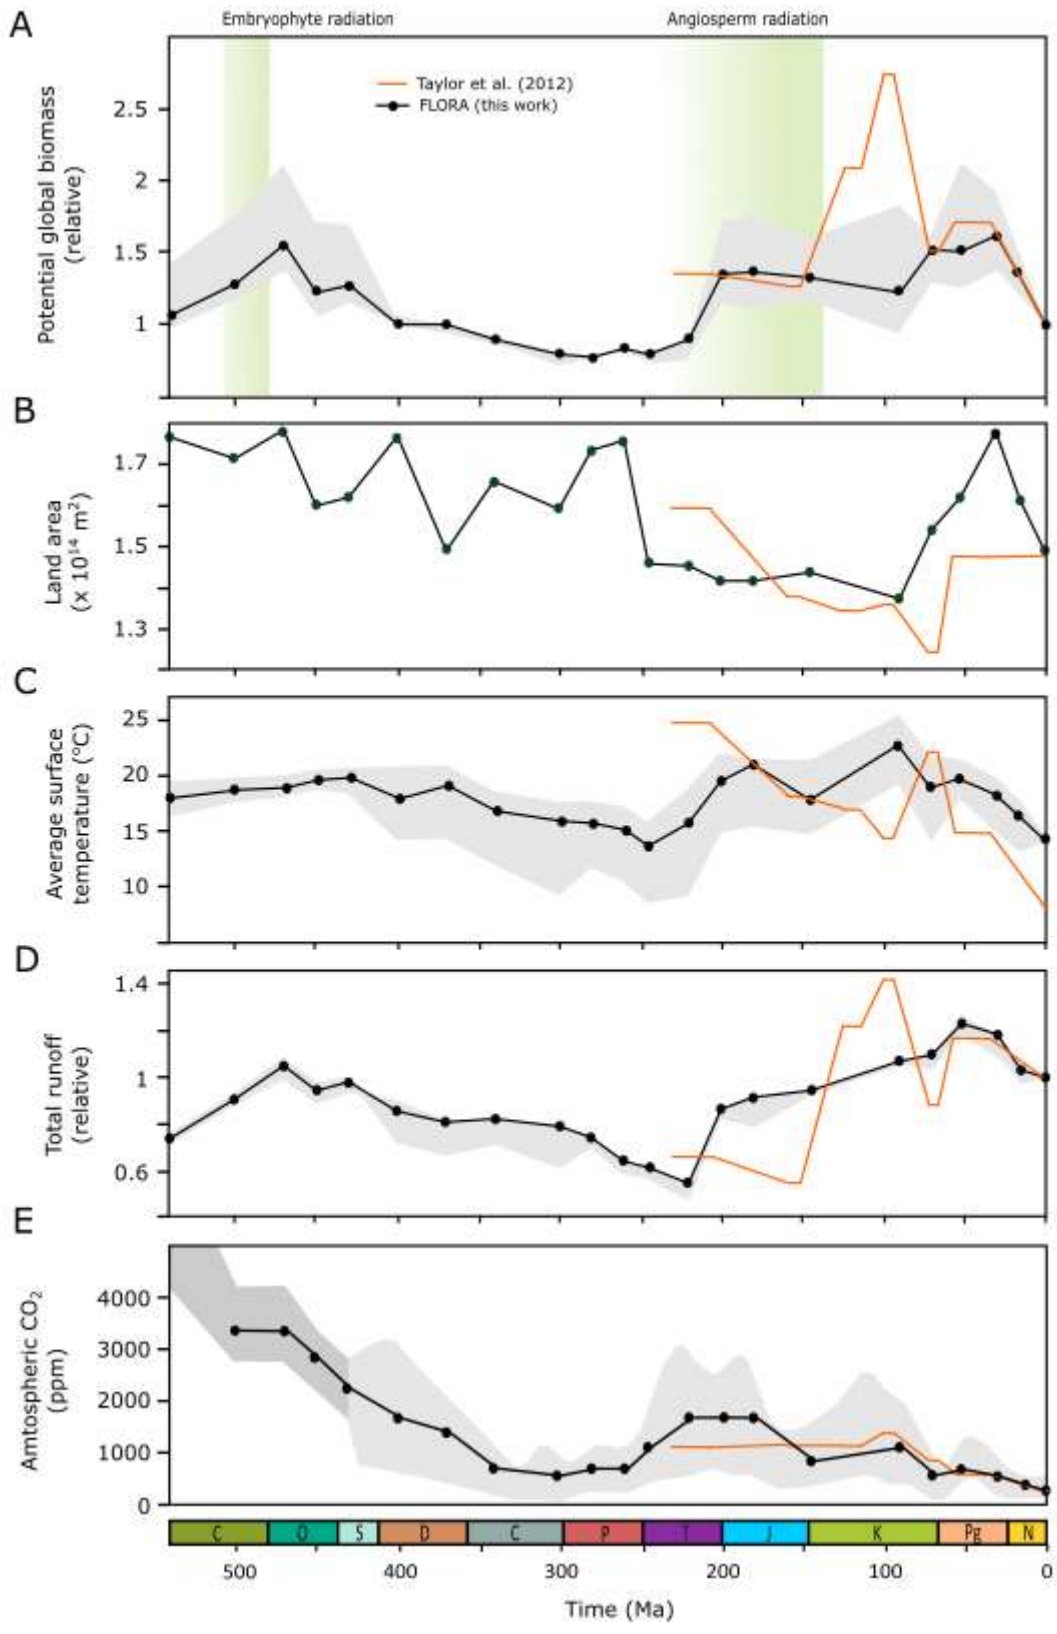 A
Embryophyte radiation
Angiosperm radiation
Taylor et al. (2012)
FLORA (this work)
Potential global biomass
(relative)
2.5
2
1.5
1
B
Land area
(x 10¹⁴ m²)
1.7
1.5
1.3
C
Average surface
temperature (°C)
25
20
15
10
D
Total runoff
(relative)
1.4
1
0.6
E
Amtospheric CO₂
(ppm)
4000
3000
2000
1000
0
C O S D C P T J K Pg N
500 400 300 200 100 0
Time (Ma)